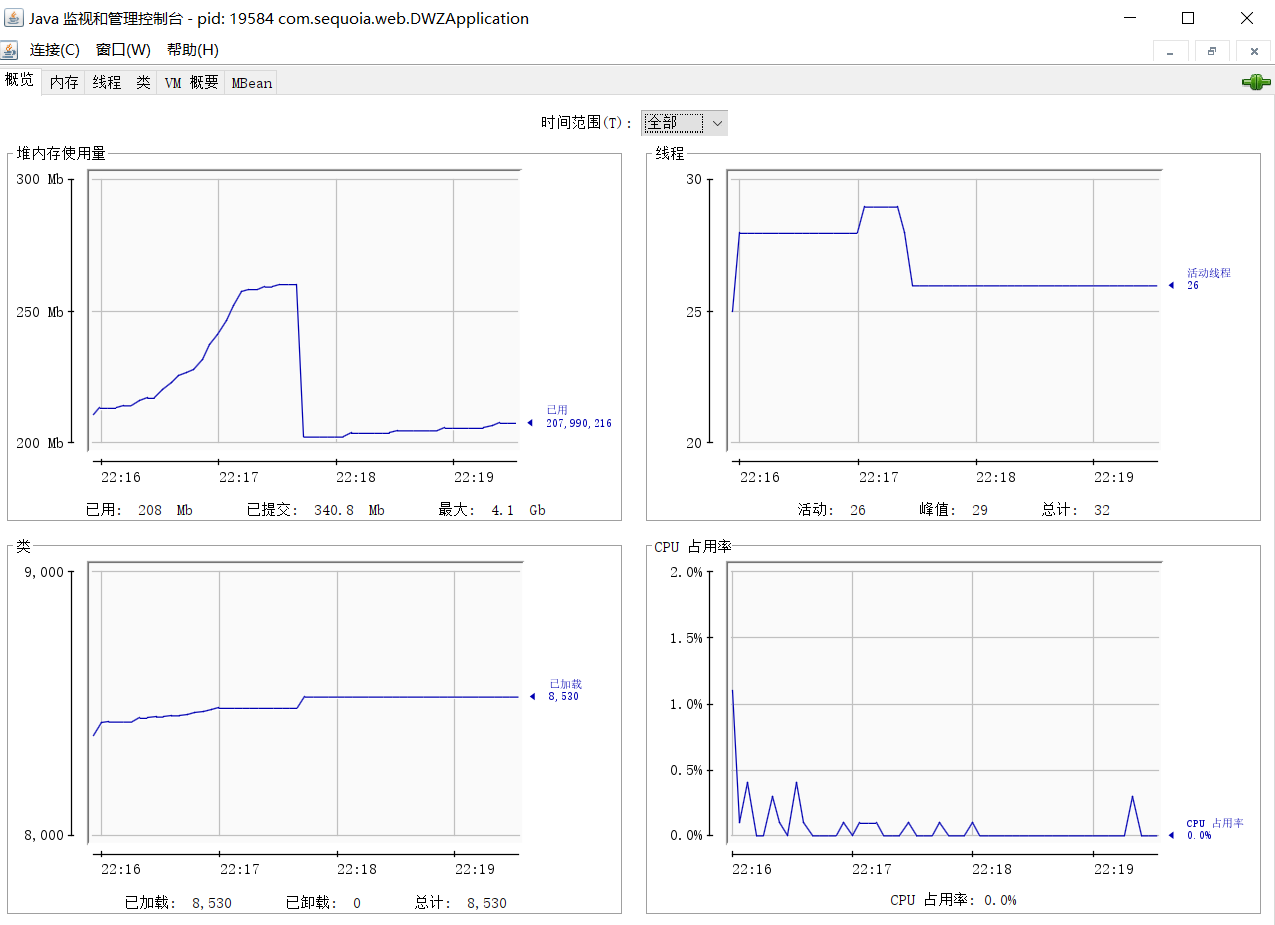 Java 监视和管理控制台 - pid: 19584 com.sequoia.web.DWZApplication
连接(C) 窗口(W) 帮助(H)
概览 内存 线程 类 VM 概要 MBean
时间范围(T): 全部
堆内存使用量
300 Mb
250 Mb
200 Mb
已用
207,990,216
22:16 22:17 22:18 22:19
已用: 208 Mb 已提交: 340.8 Mb 最大: 4.1 Gb
线程
30
25
20
活动线程
26
22:16 22:17 22:18 22:19
活动: 26 峰值: 29 总计: 32
类
9,000
8,000
已加载
8,530
22:16 22:17 22:18 22:19
已加载: 8,530 已卸载: 0 总计: 8,530
CPU 占用率
2.0%
1.5%
1.0%
0.5%
0.0%
CPU 占用率
0.0%
22:16 22:17 22:18 22:19
CPU 占用率: 0.0%